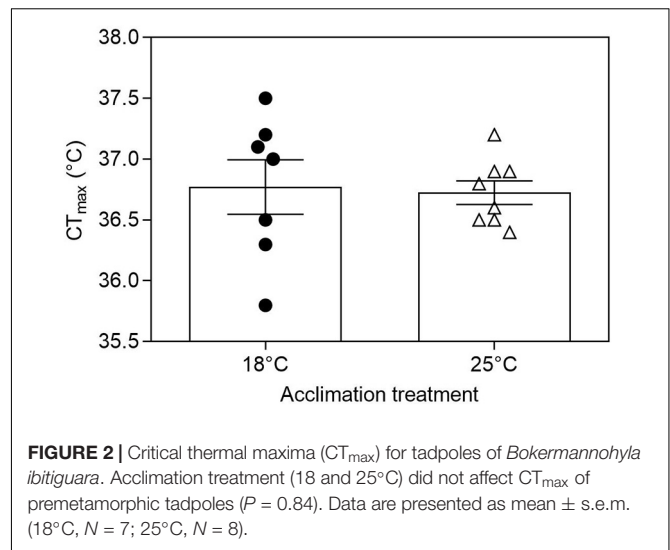 38.0
37.5
37.0
36.5
36.0
35.5
CTmax (°C)
18°C 25°C
Acclimation treatment
FIGURE 2 | Critical thermal maxima (CTmax) for tadpoles of Bokermannohyla
ibitiguara. Acclimation treatment (18 and 25°C) did not affect CTmax of
premetamorphic tadpoles (P = 0.84). Data are presented as mean ± s.e.m.
(18°C, N = 7; 25°C, N = 8).